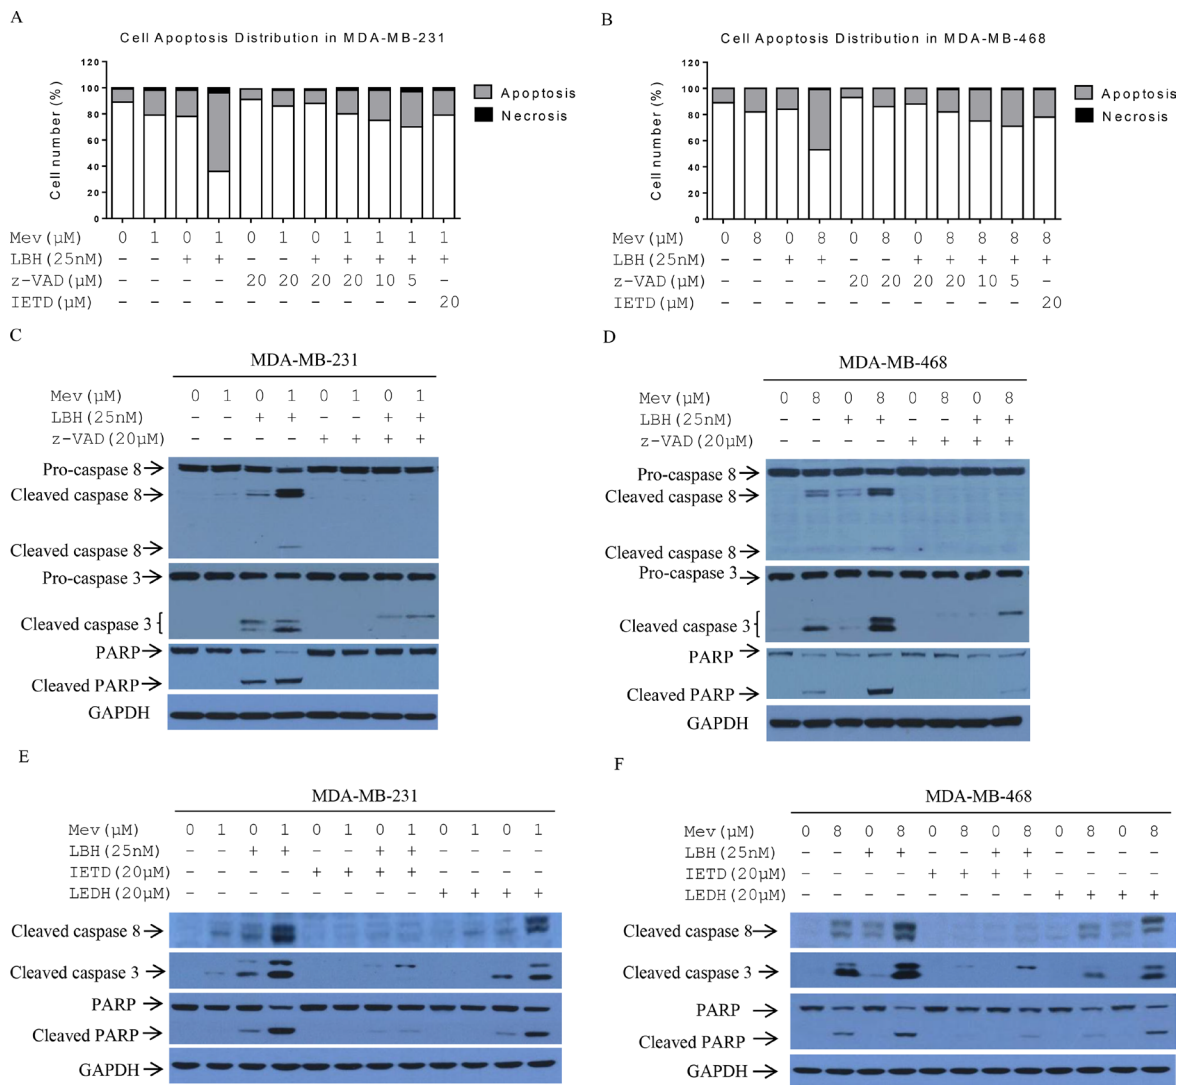 A
Cell Apoptosis Distribution in MDA-MB-231
Cell number (%)
120
100
80
60
40
20
0
Apoptosis
Necrosis
Mev(μM) 0 1 0 1 0 1 0 1 1 1 1
LBH(25nM) – – + + – – + + + + +
z-VAD(μM) – – – – 20 20 20 20 10 5 –
IETD(μM) – – – – – – – – – – 20
B
Cell Apoptosis Distribution in MDA-MB-468
Cell number (%)
120
100
80
60
40
20
0
Apoptosis
Necrosis
Mev(μM) 0 8 0 8 0 8 0 8 8 8 8
LBH(25nM) – – + + – – + + + + +
z-VAD(μM) – – – – 20 20 20 20 10 5 –
IETD(μM) – – – – – – – – – – 20
C
MDA-MB-231
Mev(μM) 0 1 0 1 0 1 0 1
LBH(25nM) – – + + – – + +
z-VAD(20μM) – – – – + + + +
Pro-caspase 8
Cleaved caspase 8
Cleaved caspase 8
Pro-caspase 3
Cleaved caspase 3
PARP
Cleaved PARP
GAPDH
D
MDA-MB-468
Mev(μM) 0 8 0 8 0 8 0 8
LBH(25nM) – – + + – – + +
z-VAD(20μM) – – – – + + + +
Pro-caspase 8
Cleaved caspase 8
Cleaved caspase 8
Pro-caspase 3
Cleaved caspase 3
PARP
Cleaved PARP
GAPDH
E
MDA-MB-231
Mev(μM) 0 1 0 1 0 1 0 1 0 1 0 1
LBH(25nM) – – + + – – + + – – – –
IETD(20μM) – – – – + + + + – – – –
LEDH(20μM) – – – – – – – – + + + +
Cleaved caspase 8
Cleaved caspase 3
PARP
Cleaved PARP
GAPDH
F
MDA-MB-468
Mev(μM) 0 8 0 8 0 8 0 8 0 8 0 8
LBH(25nM) – – + + – – + + – – – –
IETD(20μM) – – – – + + + + – – – –
LEDH(20μM) – – – – – – – – + + + +
Cleaved caspase 8
Cleaved caspase 3
PARP
Cleaved PARP
GAPDH